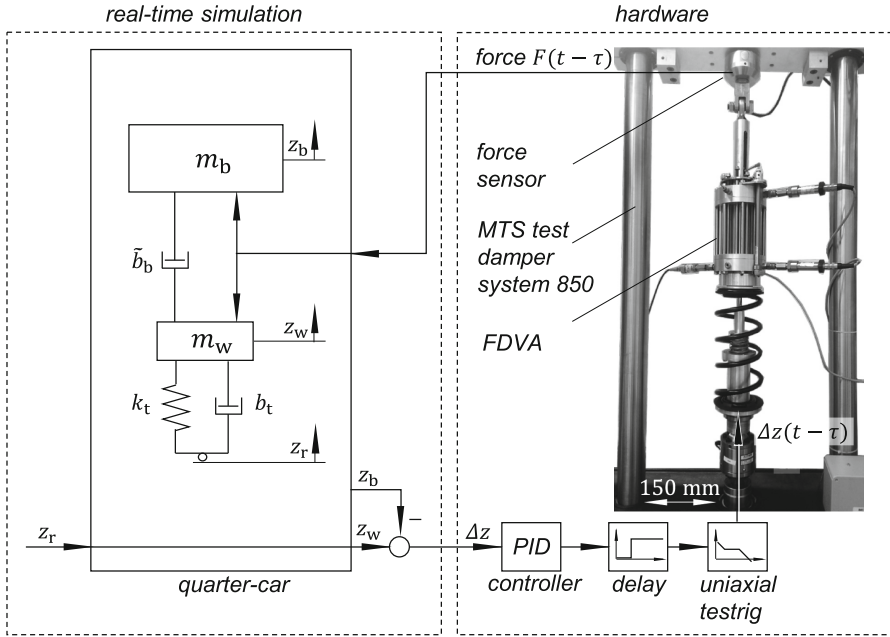 real-time simulation
hardware
force F(t − τ)
z_b
m_b
force
sensor
b̃_b
MTS test
damper
system 850
z_w
m_w
FDVA
k_t
b_t
Δz(t − τ)
z_r
z_b
150 mm
−
z_r
z_w
Δz
PID
controller
delay
uniaxial
testrig
quarter-car